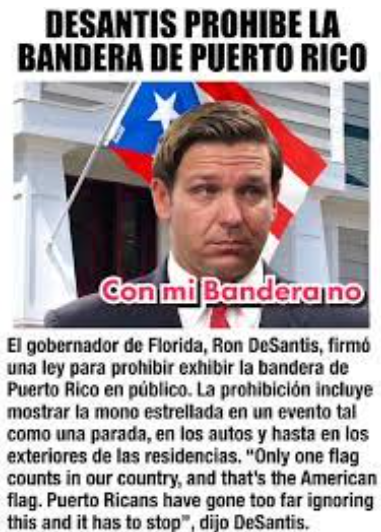 DESANTIS PROHIBE LA
BANDERA DE PUERTO RICO
Con mi Bandera no
El gobernador de Florida, Ron DeSantis, firmó
una ley para prohibir exhibir la bandera de
Puerto Rico en público. La prohibición incluye
mostrar la mono estrellada en un evento tal
como una parada, en los autos y hasta en los
exteriores de las residencias. “Only one flag
counts in our country, and that's the American
flag. Puerto Ricans have gone too far ignoring
this and it has to stop”, dijo DeSantis.